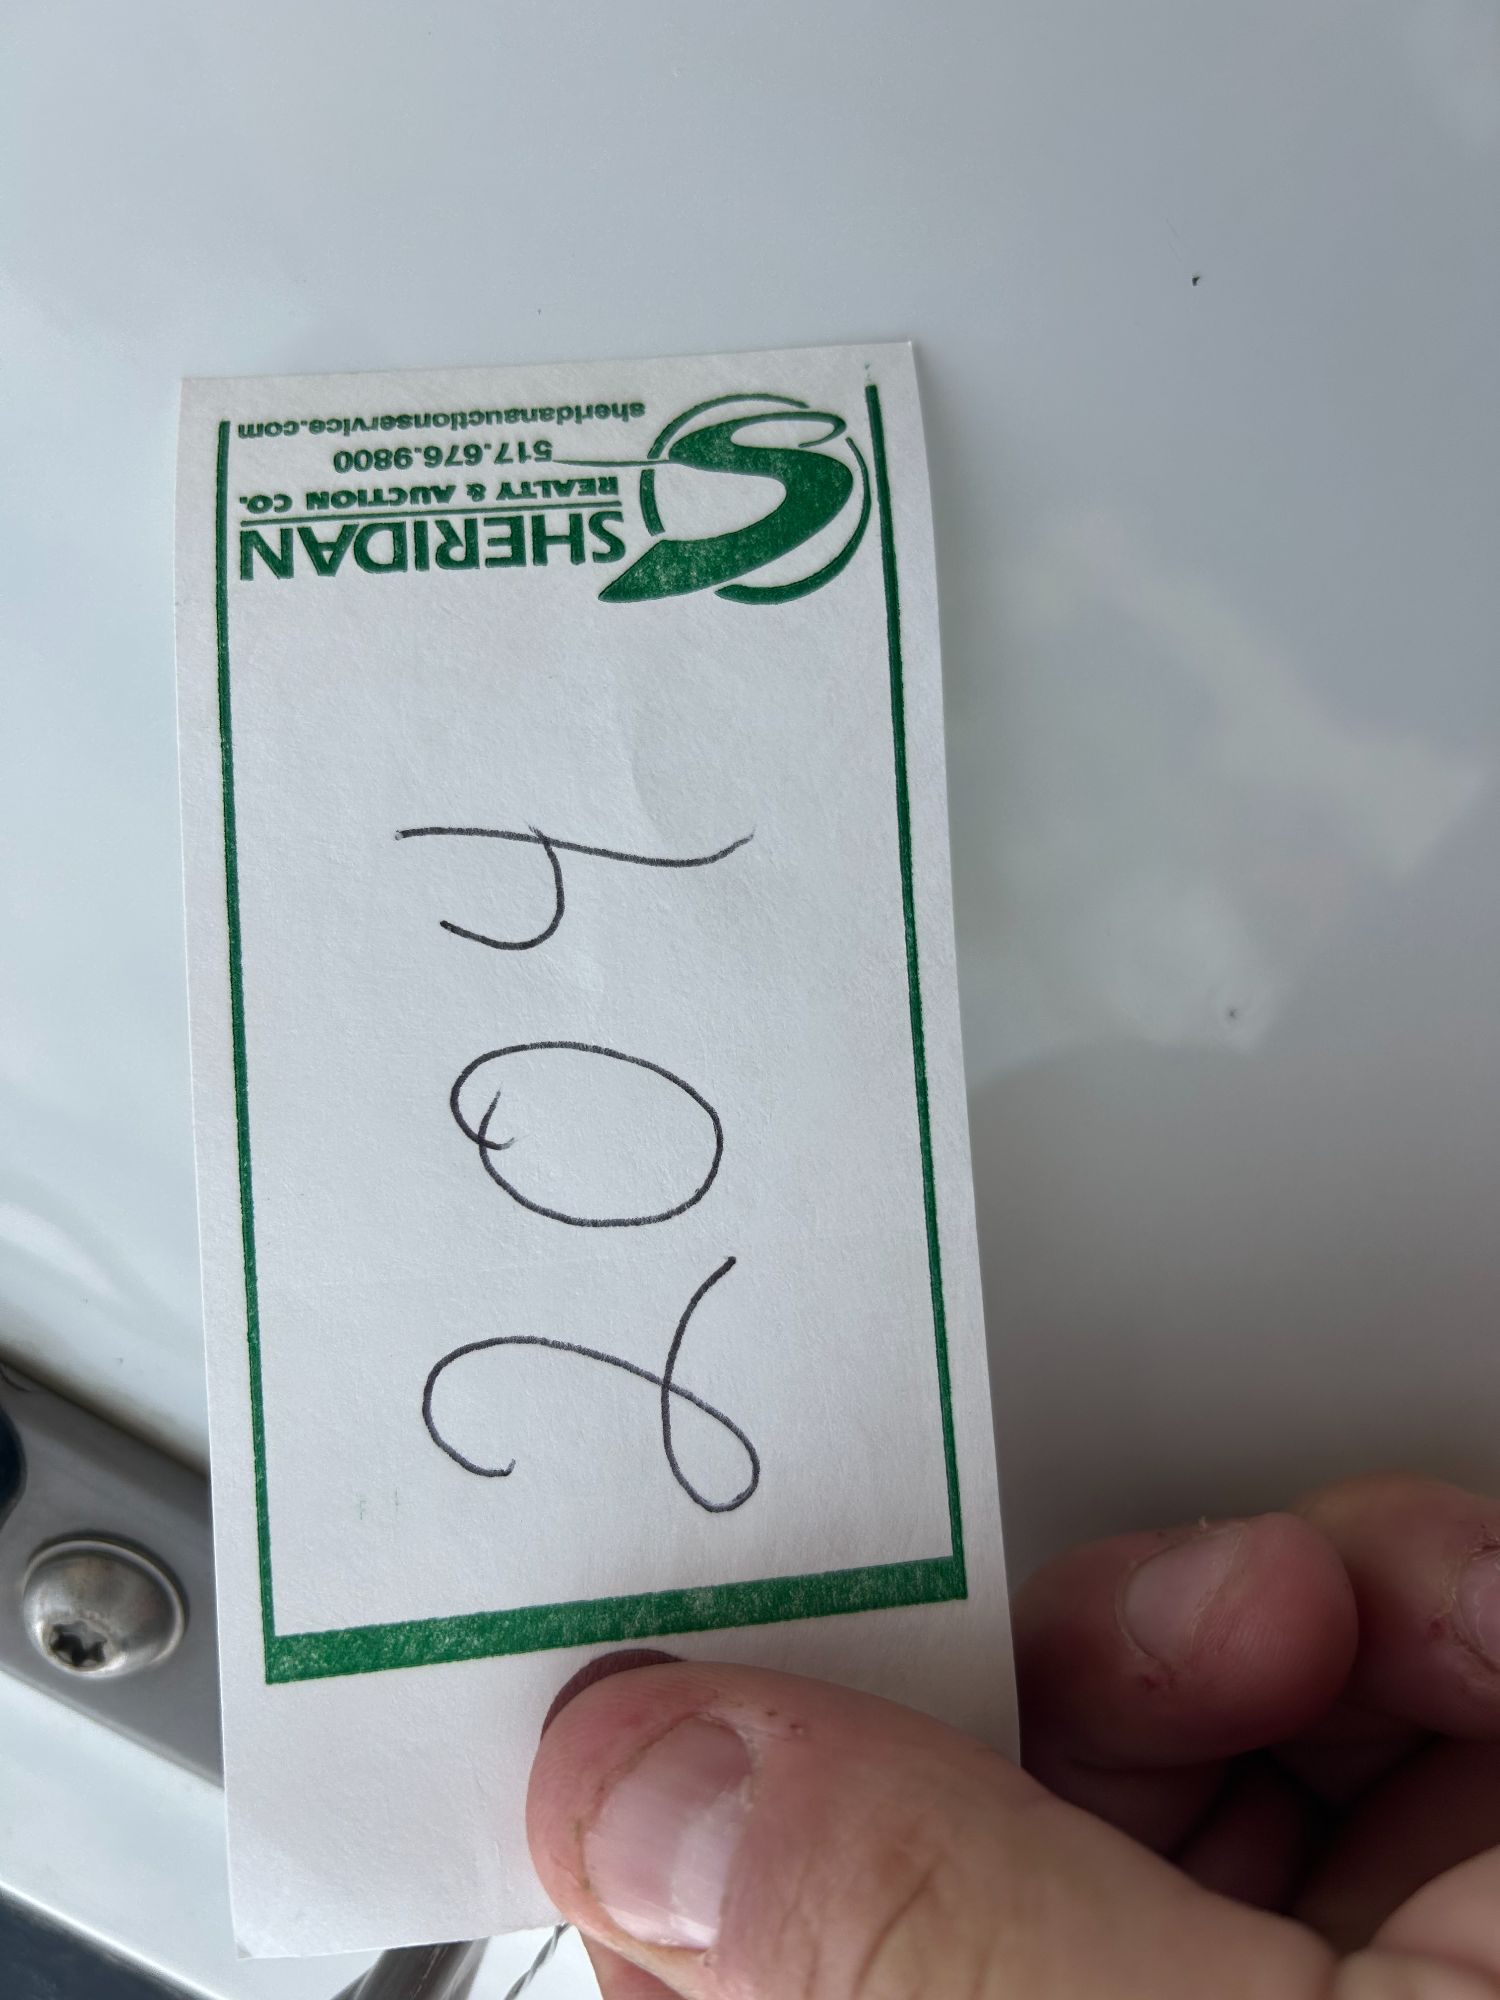 204
SHERIDAN
REALTY & AUCTION CO.
517.676.9800
sheridanauctionservice.com